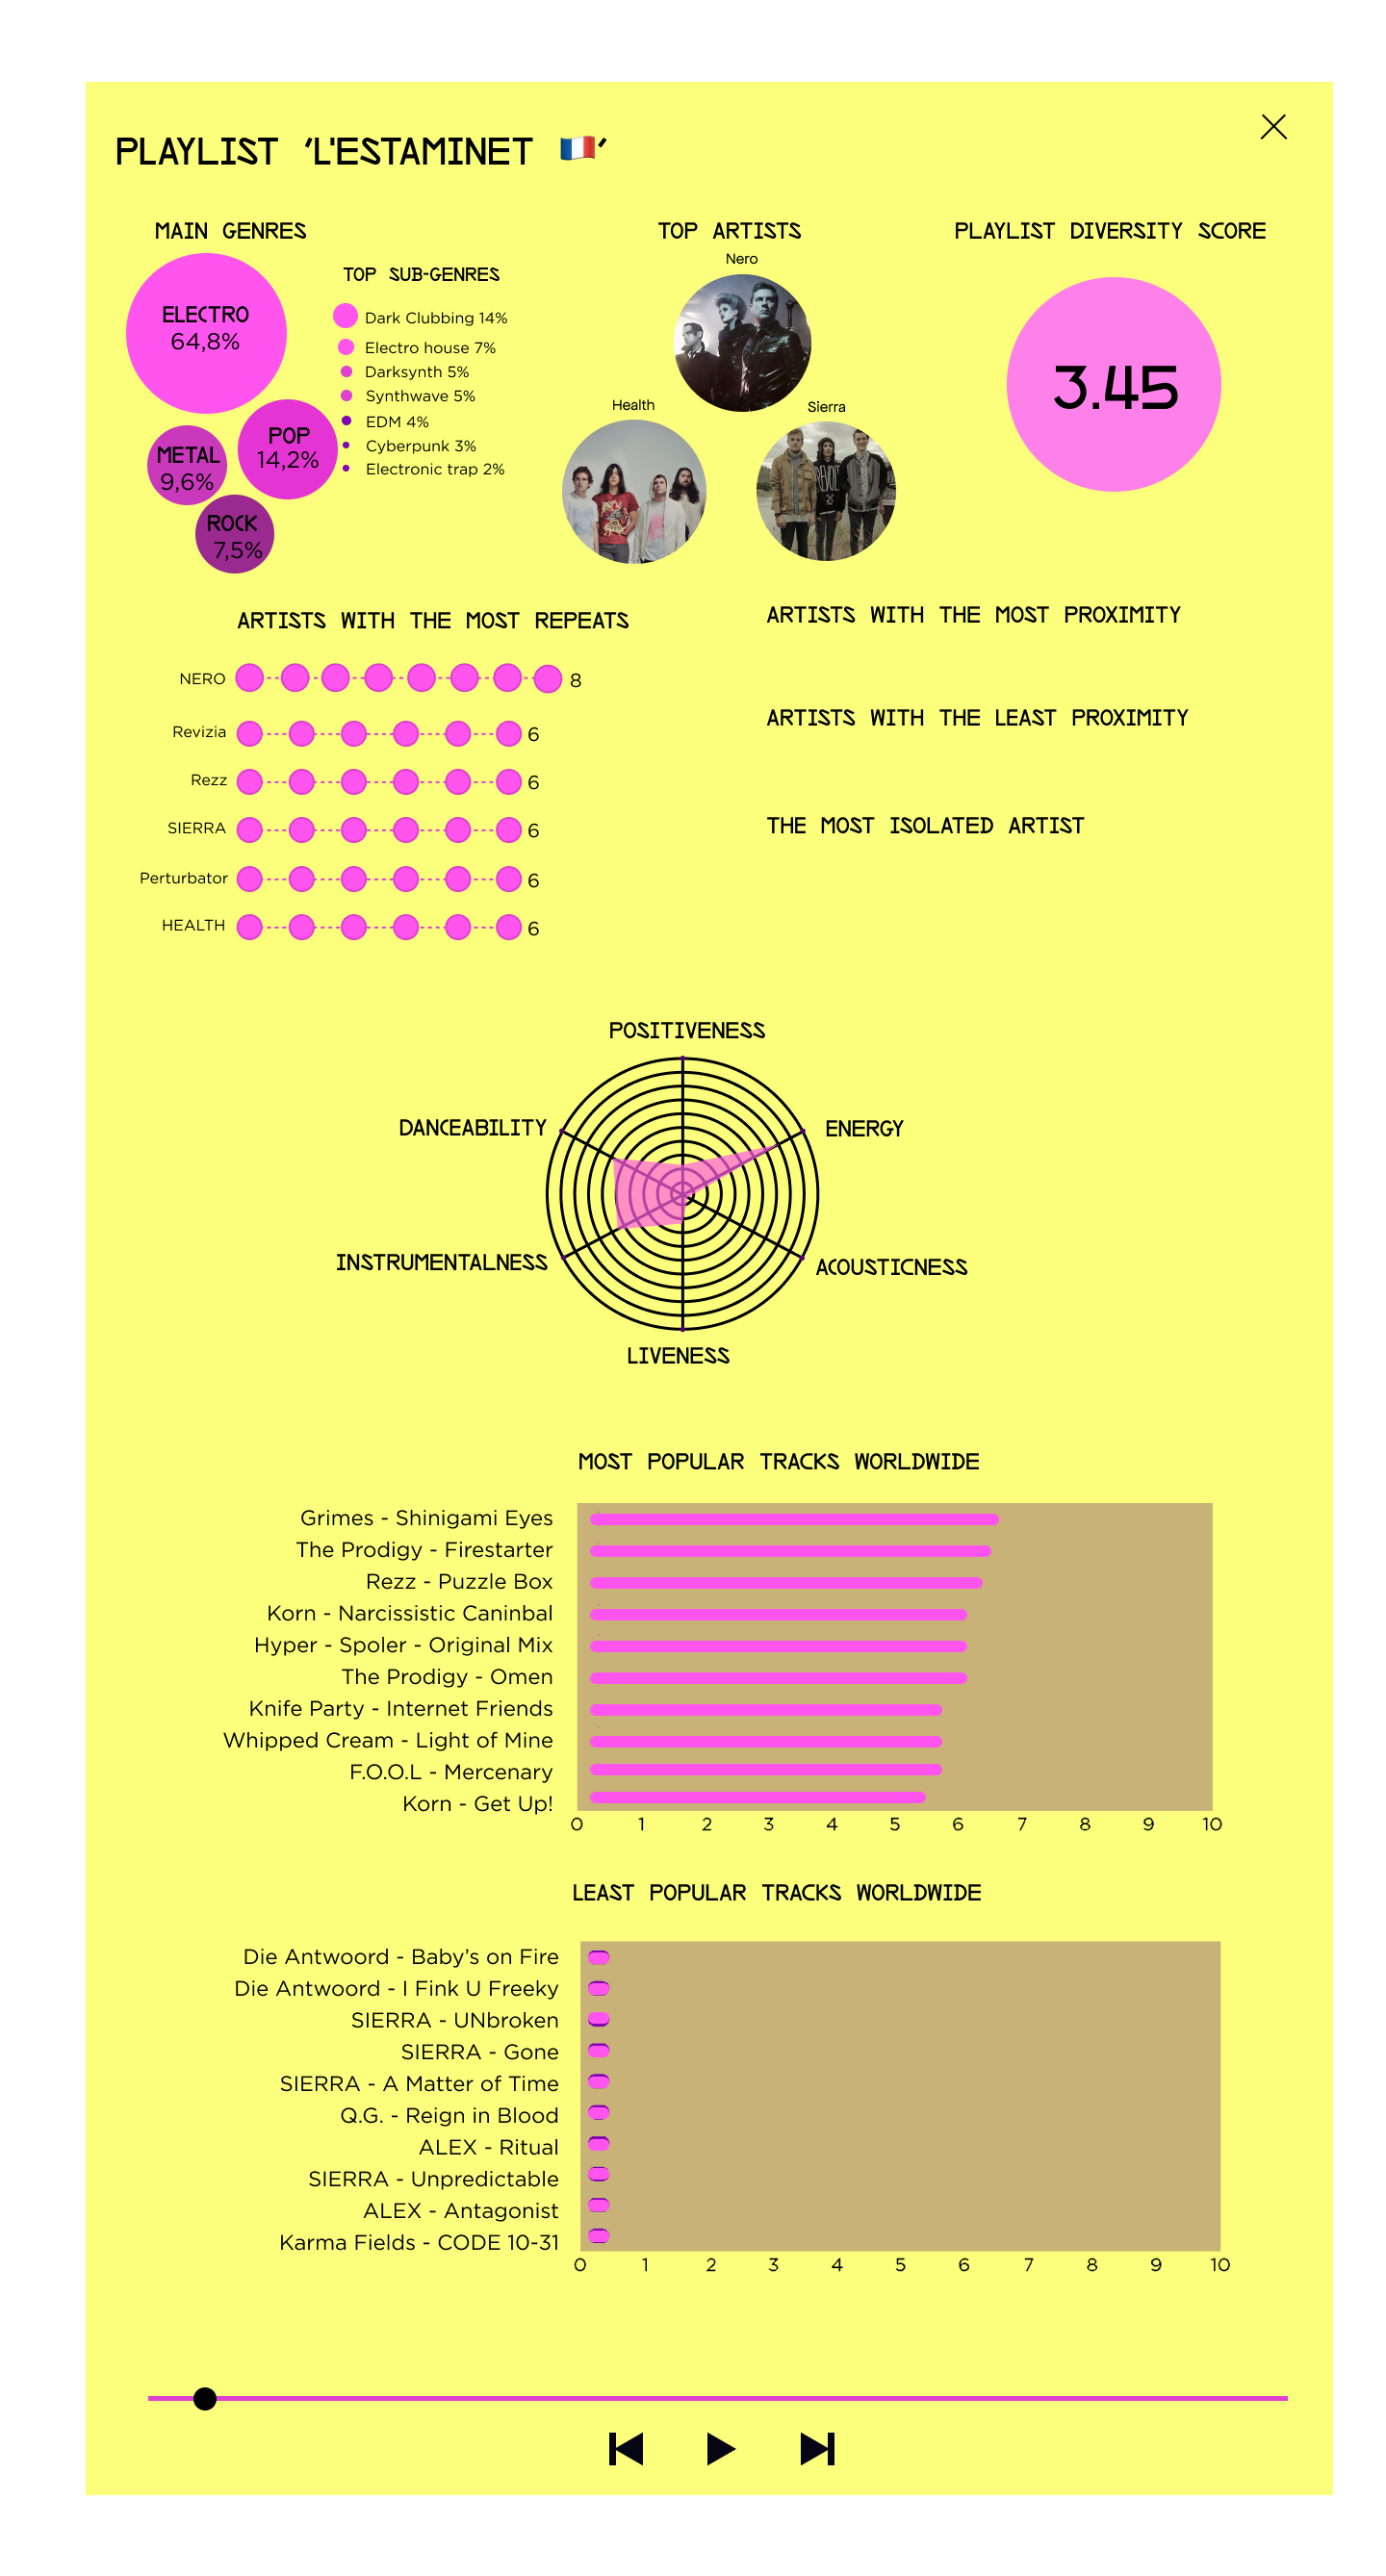 PLAYLIST ‘L'ESTAMINET 🇫🇷’
MAIN GENRES
ELECTRO
64,8%
POP
14,2%
METAL
9,6%
ROCK
7,5%
TOP SUB-GENRES
Dark Clubbing 14%
Electro house 7%
Darksynth 5%
Synthwave 5%
EDM 4%
Cyberpunk 3%
Electronic trap 2%
TOP ARTISTS
Nero
Health
Sierra
REVOLT
PLAYLIST DIVERSITY SCORE
3.45
ARTISTS WITH THE MOST REPEATS
NERO 8
Revizia 6
Rezz 6
SIERRA 6
Perturbator 6
HEALTH 6
ARTISTS WITH THE MOST PROXIMITY
ARTISTS WITH THE LEAST PROXIMITY
THE MOST ISOLATED ARTIST
POSITIVENESS
DANCEABILITY
ENERGY
INSTRUMENTALNESS
ACOUSTICNESS
LIVENESS
MOST POPULAR TRACKS WORLDWIDE
Grimes - Shinigami Eyes
The Prodigy - Firestarter
Rezz - Puzzle Box
Korn - Narcissistic Caninbal
Hyper - Spoler - Original Mix
The Prodigy - Omen
Knife Party - Internet Friends
Whipped Cream - Light of Mine
F.O.O.L - Mercenary
Korn - Get Up!
0 1 2 3 4 5 6 7 8 9 10
LEAST POPULAR TRACKS WORLDWIDE
Die Antwoord - Baby’s on Fire
Die Antwoord - I Fink U Freeky
SIERRA - UNbroken
SIERRA - Gone
SIERRA - A Matter of Time
Q.G. - Reign in Blood
ALEX - Ritual
SIERRA - Unpredictable
ALEX - Antagonist
Karma Fields - CODE 10-31
0 1 2 3 4 5 6 7 8 9 10